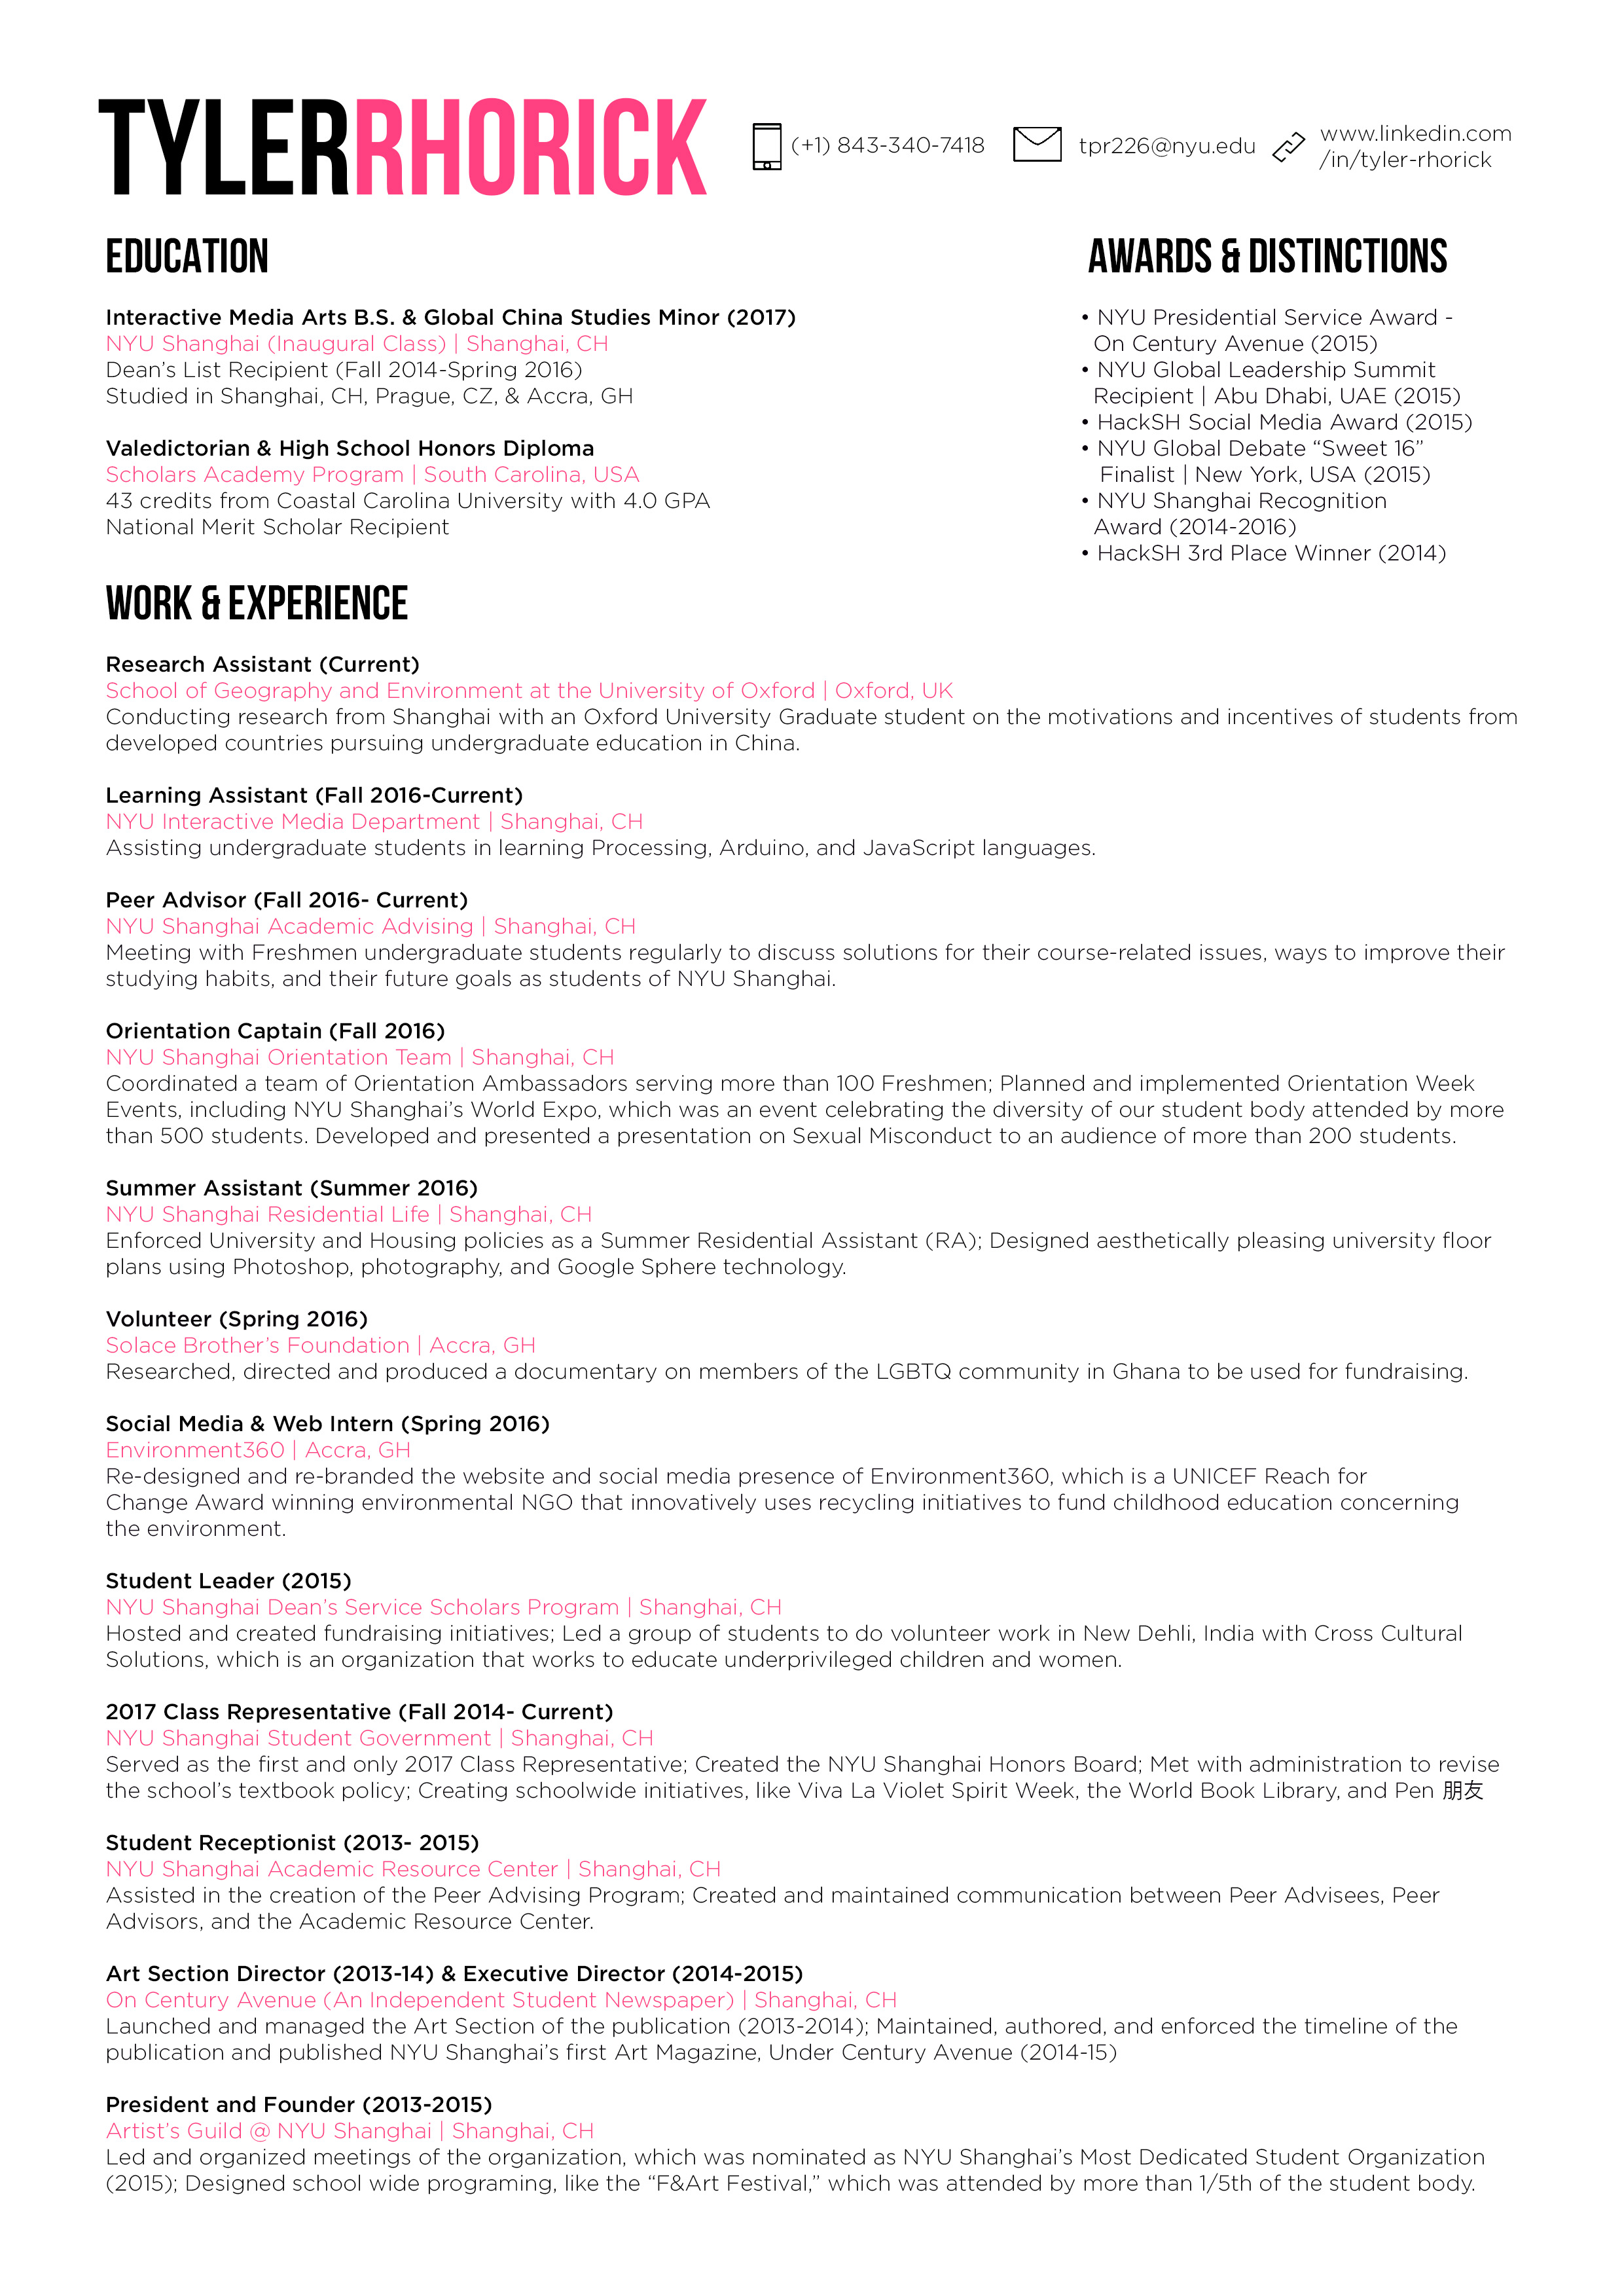 TYLERRHORICK
(+1) 843-340-7418
tpr226@nyu.edu
www.linkedin.com
/in/tyler-rhorick
EDUCATION
Interactive Media Arts B.S. & Global China Studies Minor (2017)
NYU Shanghai (Inaugural Class) | Shanghai, CH
Dean’s List Recipient (Fall 2014-Spring 2016)
Studied in Shanghai, CH, Prague, CZ, & Accra, GH
Valedictorian & High School Honors Diploma
Scholars Academy Program | South Carolina, USA
43 credits from Coastal Carolina University with 4.0 GPA
National Merit Scholar Recipient
AWARDS & DISTINCTIONS
• NYU Presidential Service Award -
On Century Avenue (2015)
• NYU Global Leadership Summit
Recipient | Abu Dhabi, UAE (2015)
• HackSH Social Media Award (2015)
• NYU Global Debate “Sweet 16”
Finalist | New York, USA (2015)
• NYU Shanghai Recognition
Award (2014-2016)
• HackSH 3rd Place Winner (2014)
WORK & EXPERIENCE
Research Assistant (Current)
School of Geography and Environment at the University of Oxford | Oxford, UK
Conducting research from Shanghai with an Oxford University Graduate student on the motivations and incentives of students from
developed countries pursuing undergraduate education in China.
Learning Assistant (Fall 2016-Current)
NYU Interactive Media Department | Shanghai, CH
Assisting undergraduate students in learning Processing, Arduino, and JavaScript languages.
Peer Advisor (Fall 2016- Current)
NYU Shanghai Academic Advising | Shanghai, CH
Meeting with Freshmen undergraduate students regularly to discuss solutions for their course-related issues, ways to improve their
studying habits, and their future goals as students of NYU Shanghai.
Orientation Captain (Fall 2016)
NYU Shanghai Orientation Team | Shanghai, CH
Coordinated a team of Orientation Ambassadors serving more than 100 Freshmen; Planned and implemented Orientation Week
Events, including NYU Shanghai’s World Expo, which was an event celebrating the diversity of our student body attended by more
than 500 students. Developed and presented a presentation on Sexual Misconduct to an audience of more than 200 students.
Summer Assistant (Summer 2016)
NYU Shanghai Residential Life | Shanghai, CH
Enforced University and Housing policies as a Summer Residential Assistant (RA); Designed aesthetically pleasing university floor
plans using Photoshop, photography, and Google Sphere technology.
Volunteer (Spring 2016)
Solace Brother’s Foundation | Accra, GH
Researched, directed and produced a documentary on members of the LGBTQ community in Ghana to be used for fundraising.
Social Media & Web Intern (Spring 2016)
Environment360 | Accra, GH
Re-designed and re-branded the website and social media presence of Environment360, which is a UNICEF Reach for
Change Award winning environmental NGO that innovatively uses recycling initiatives to fund childhood education concerning
the environment.
Student Leader (2015)
NYU Shanghai Dean’s Service Scholars Program | Shanghai, CH
Hosted and created fundraising initiatives; Led a group of students to do volunteer work in New Dehli, India with Cross Cultural
Solutions, which is an organization that works to educate underprivileged children and women.
2017 Class Representative (Fall 2014- Current)
NYU Shanghai Student Government | Shanghai, CH
Served as the first and only 2017 Class Representative; Created the NYU Shanghai Honors Board; Met with administration to revise
the school’s textbook policy; Creating schoolwide initiatives, like Viva La Violet Spirit Week, the World Book Library, and Pen 朋友
Student Receptionist (2013- 2015)
NYU Shanghai Academic Resource Center | Shanghai, CH
Assisted in the creation of the Peer Advising Program; Created and maintained communication between Peer Advisees, Peer
Advisors, and the Academic Resource Center.
Art Section Director (2013-14) & Executive Director (2014-2015)
On Century Avenue (An Independent Student Newspaper) | Shanghai, CH
Launched and managed the Art Section of the publication (2013-2014); Maintained, authored, and enforced the timeline of the
publication and published NYU Shanghai’s first Art Magazine, Under Century Avenue (2014-15)
President and Founder (2013-2015)
Artist’s Guild @ NYU Shanghai | Shanghai, CH
Led and organized meetings of the organization, which was nominated as NYU Shanghai’s Most Dedicated Student Organization
(2015); Designed school wide programing, like the “F&Art Festival,” which was attended by more than 1/5th of the student body.